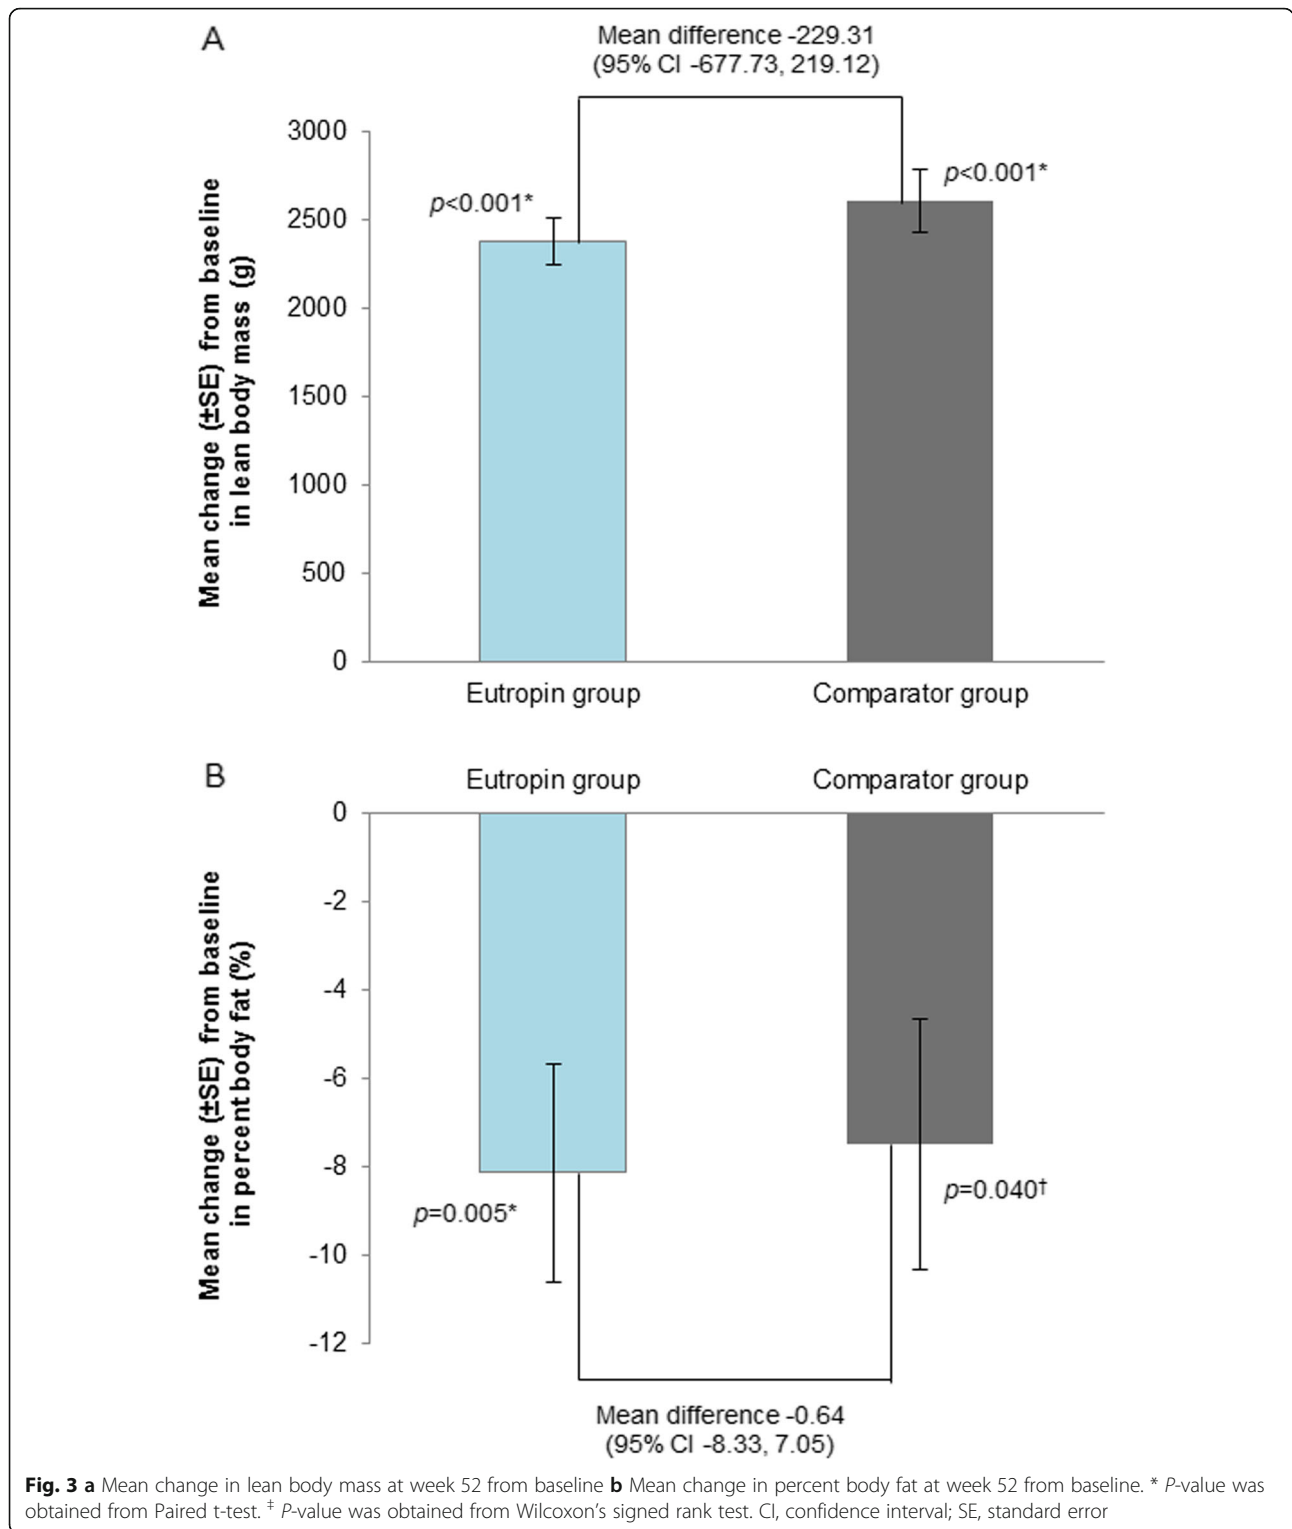 A
Mean difference -229.31
(95% CI -677.73, 219.12)
3000
2500
2000
1500
1000
500
0
Mean change (±SE) from baseline
in lean body mass (g)
p<0.001*
p<0.001*
Eutropin group
Comparator group
B
Eutropin group
Comparator group
0
-2
-4
-6
-8
-10
-12
Mean change (±SE) from baseline
in percent body fat (%)
p=0.005*
p=0.040†
Mean difference -0.64
(95% CI -8.33, 7.05)
Fig. 3 a Mean change in lean body mass at week 52 from baseline b Mean change in percent body fat at week 52 from baseline. * P-value was
obtained from Paired t-test. ‡ P-value was obtained from Wilcoxon's signed rank test. CI, confidence interval; SE, standard error